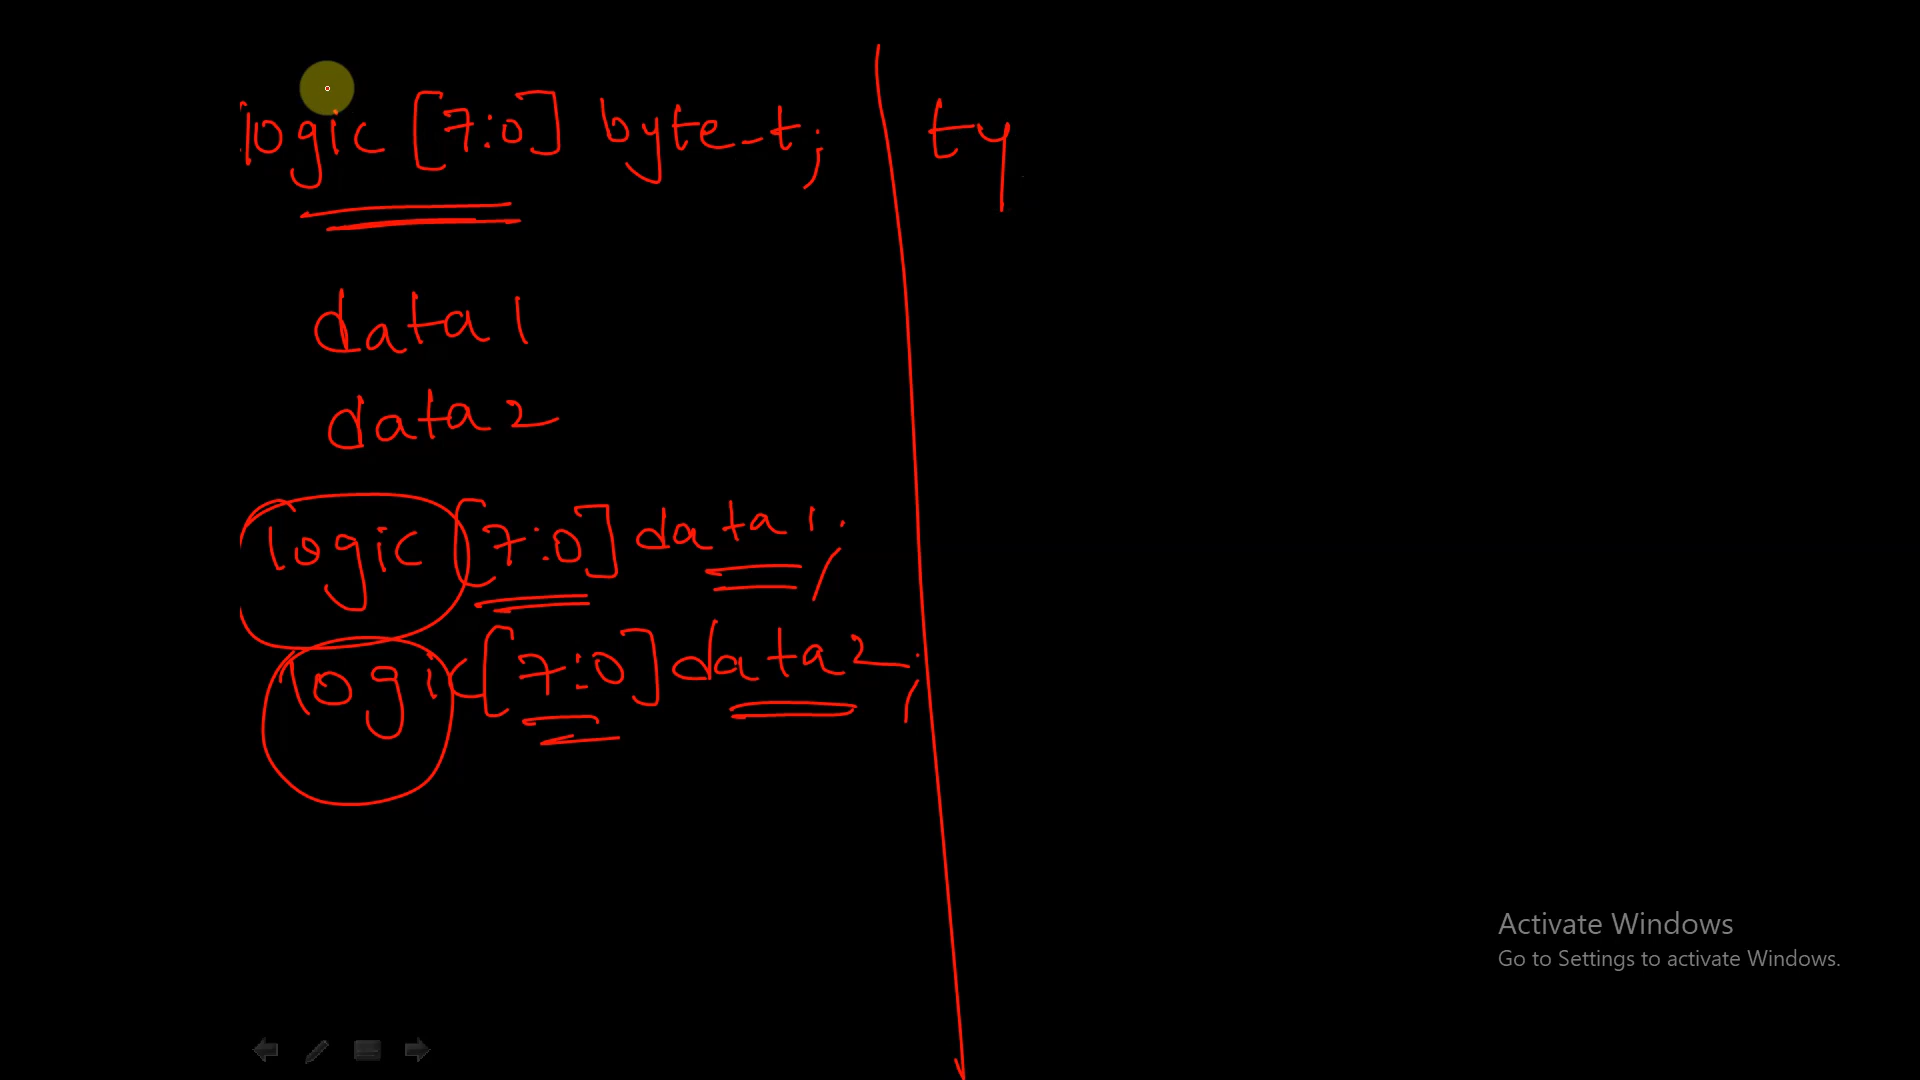 logic [7:0] byte_t;
data1
data2
logic [7:0] data1;
logic [7:0] data2;
ty
Activate Windows
Go to Settings to activate Windows.